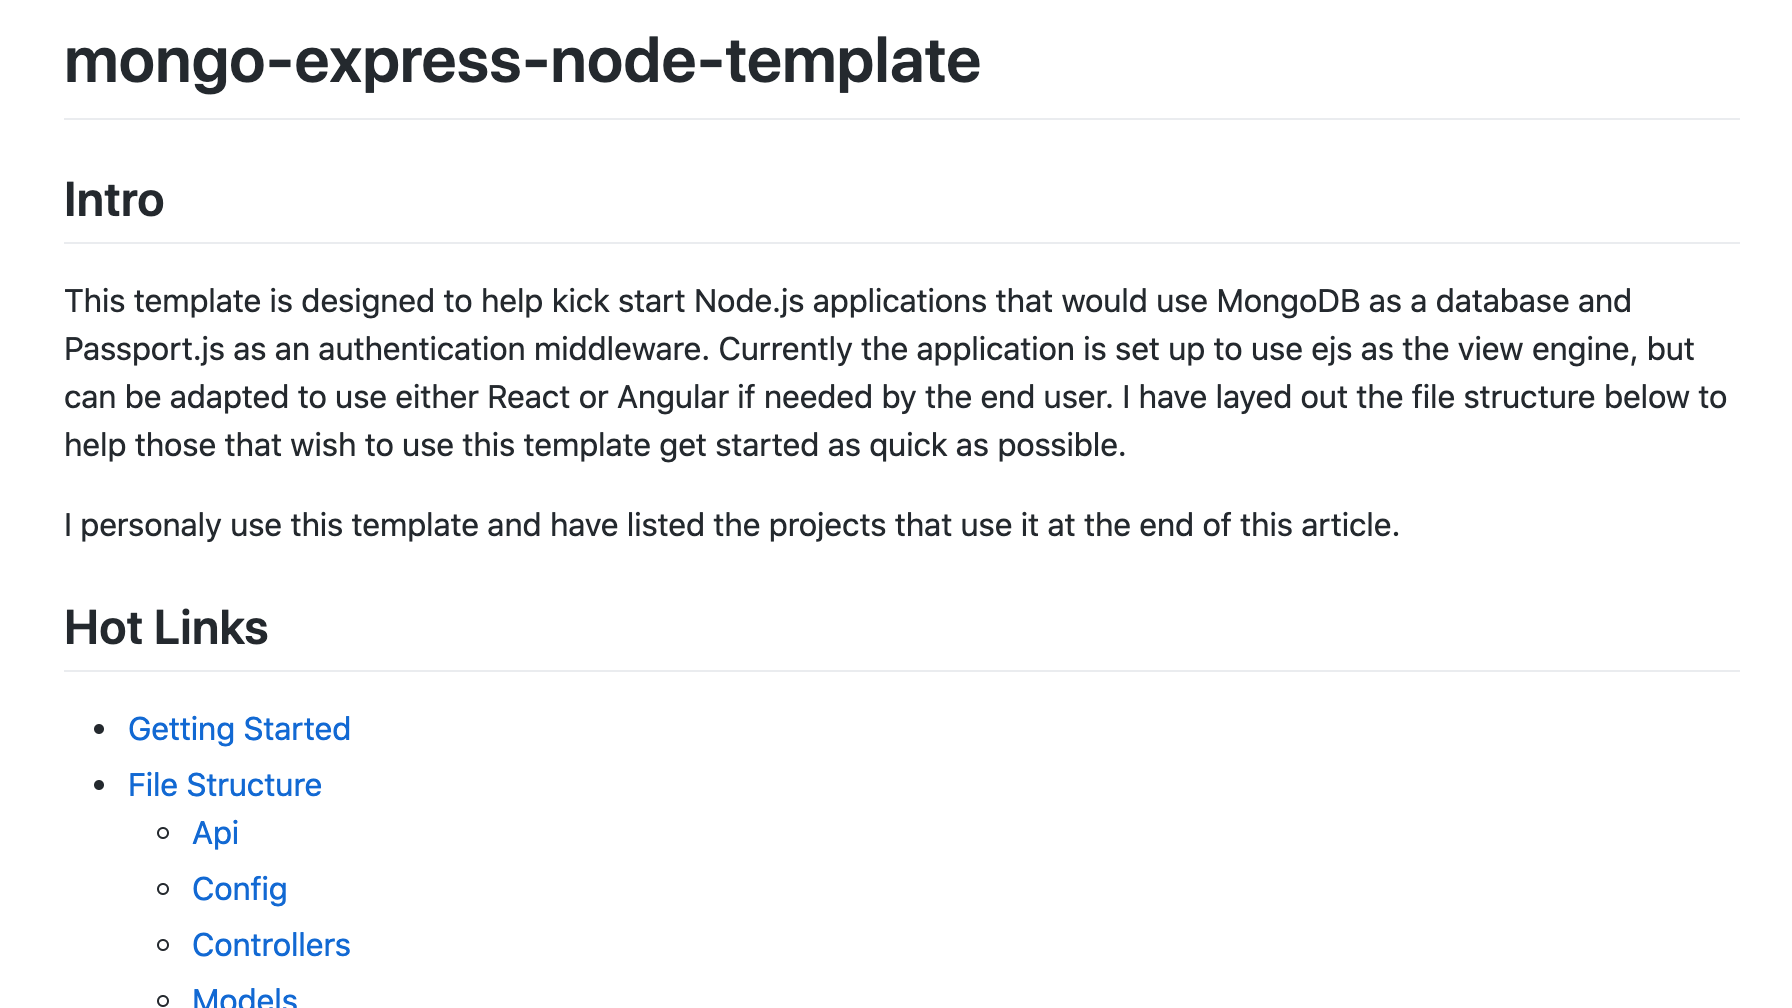 mongo-express-node-template
Intro
This template is designed to help kick start Node.js applications that would use MongoDB as a database and
Passport.js as an authentication middleware. Currently the application is set up to use ejs as the view engine, but
can be adapted to use either React or Angular if needed by the end user. I have layed out the file structure below to
help those that wish to use this template get started as quick as possible.
I personaly use this template and have listed the projects that use it at the end of this article.
Hot Links
Getting Started
File Structure
Api
Config
Controllers
Models